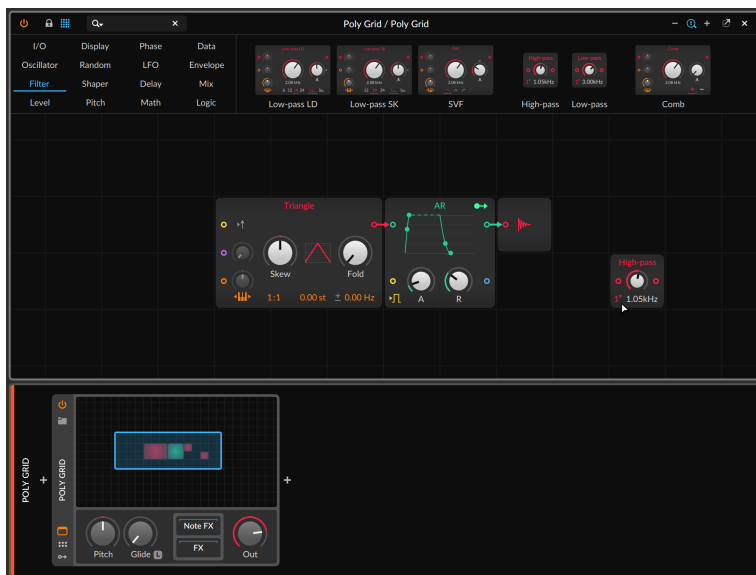 Poly Grid / Poly Grid
I/O Display Phase Data
Oscillator Random LFO Envelope
Filter Shaper Delay Mix
Level Pitch Math Logic
High-pass
1.05kHz
Low-pass
3.00kHz
Comb
Low-pass LD Low-pass SK SVF High-pass Low-pass Comb
Triangle
Skew Fold
1:1 0.00 st ± 0.00 Hz
AR
A R
High-pass
1° 1.05kHz
POLY GRID
POLY GRID
Pitch Glide L
Note FX
FX
Out